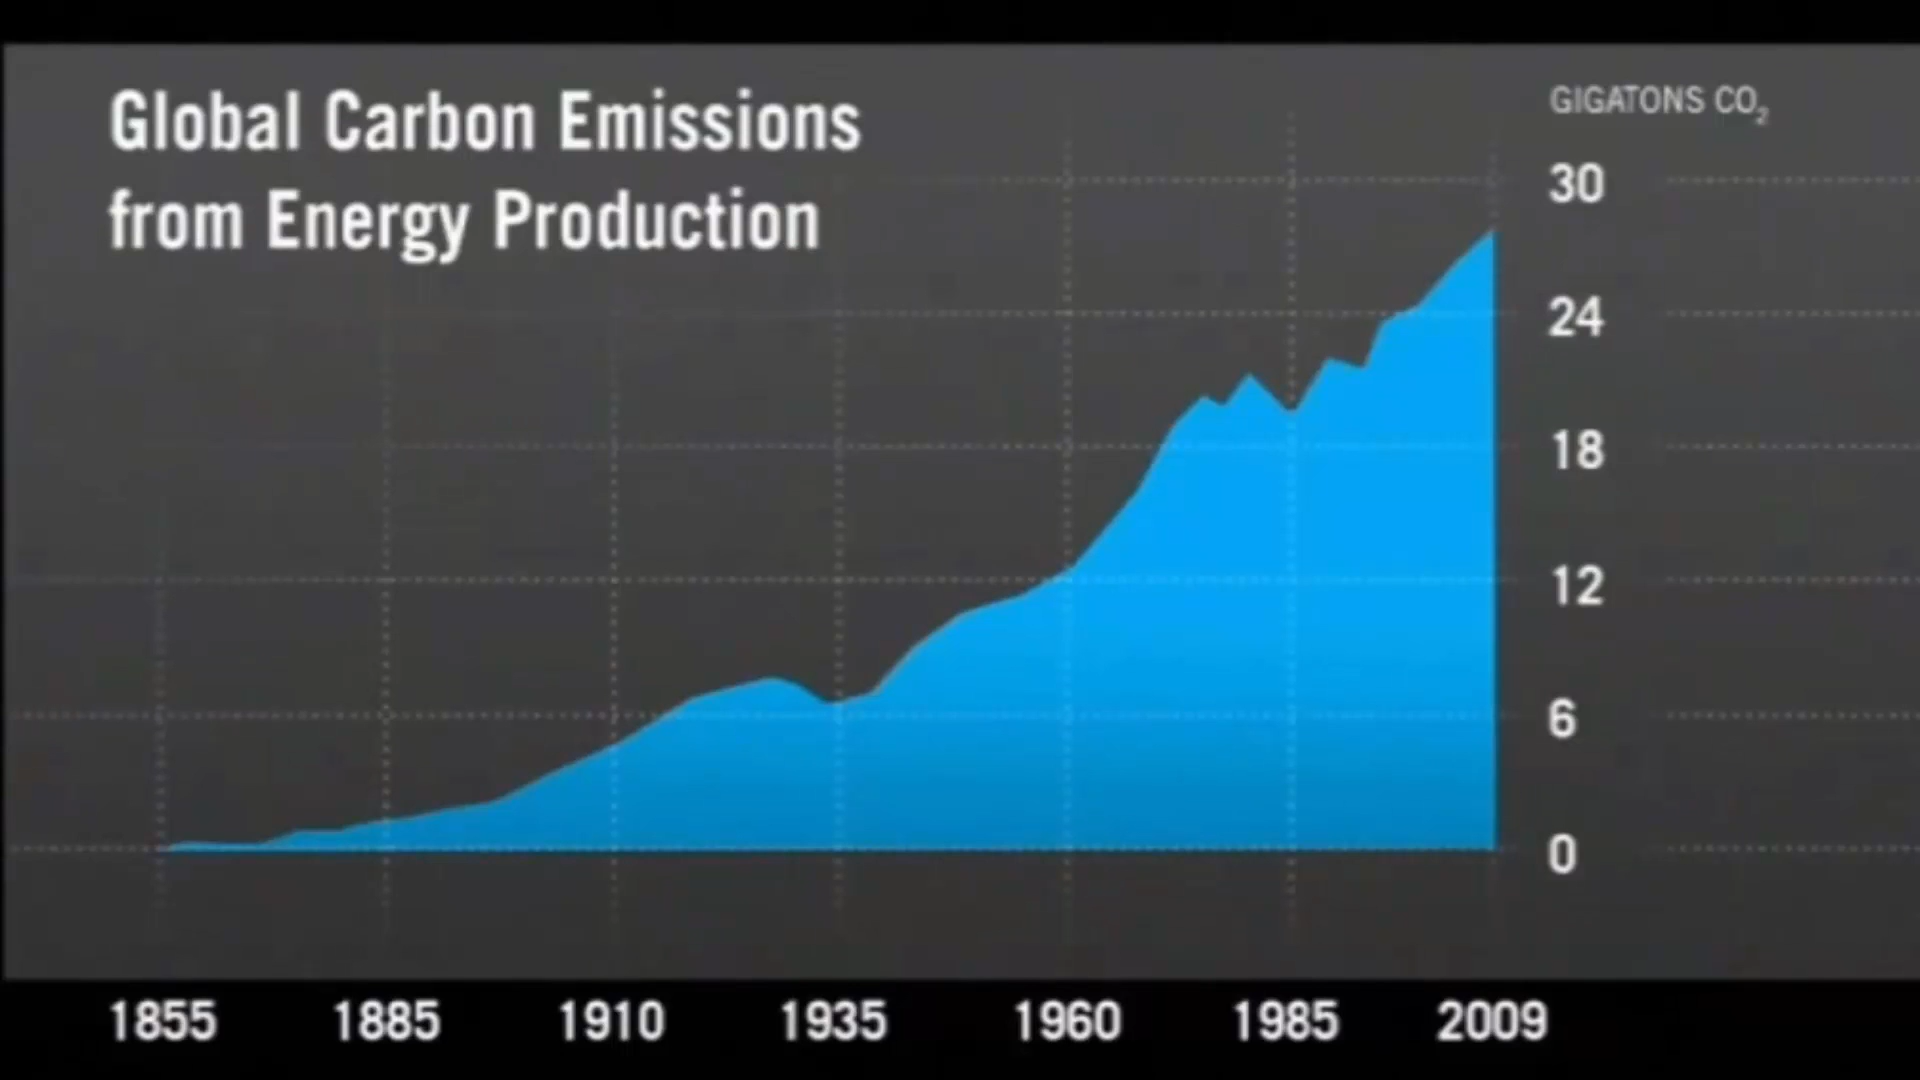 Global Carbon Emissions
from Energy Production
GIGATONS CO₂
30
24
18
12
6
0
1855 1885 1910 1935 1960 1985 2009